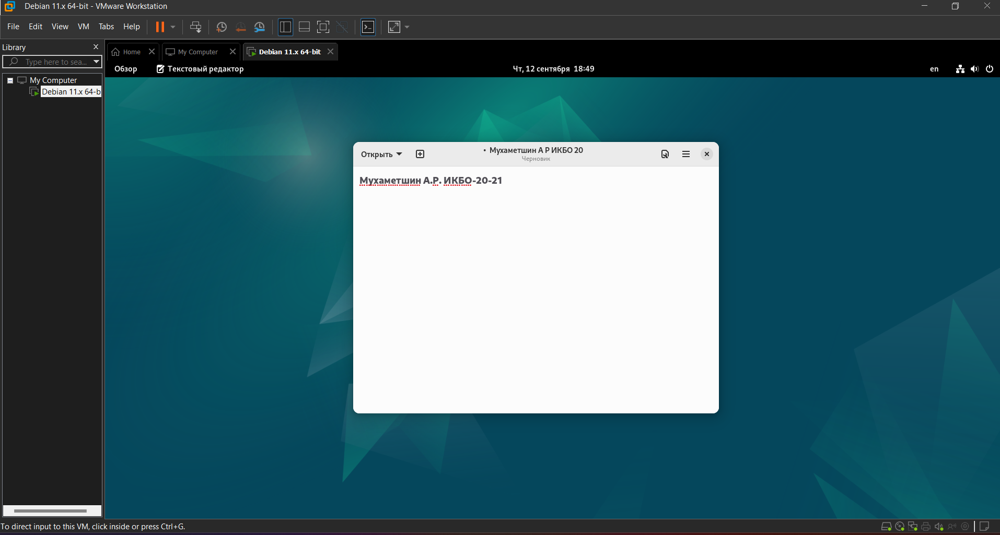 Debian 11.x 64-bit - VMware Workstation
File Edit View VM Tabs Help
Library
Home My Computer Debian 11.x 64-bit
Type here to sea...
Обзор Текстовый редактор Чт, 12 сентября 18:49 en
My Computer
Debian 11.x 64-b
Открыть • Мухаметшин А Р ИКБО 20
Черновик
Мухаметшин А.Р. ИКБО-20-21
To direct input to this VM, click inside or press Ctrl+G.